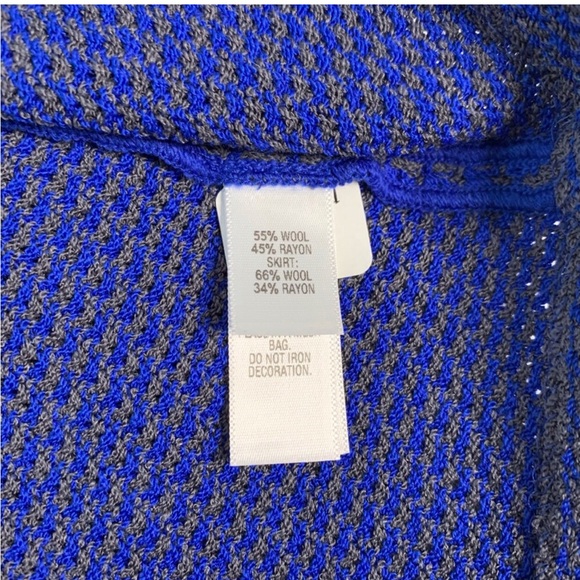 55% WOOL
45% RAYON
SKIRT:
66% WOOL
34% RAYON
BAG.
DO NOT IRON
DECORATION.